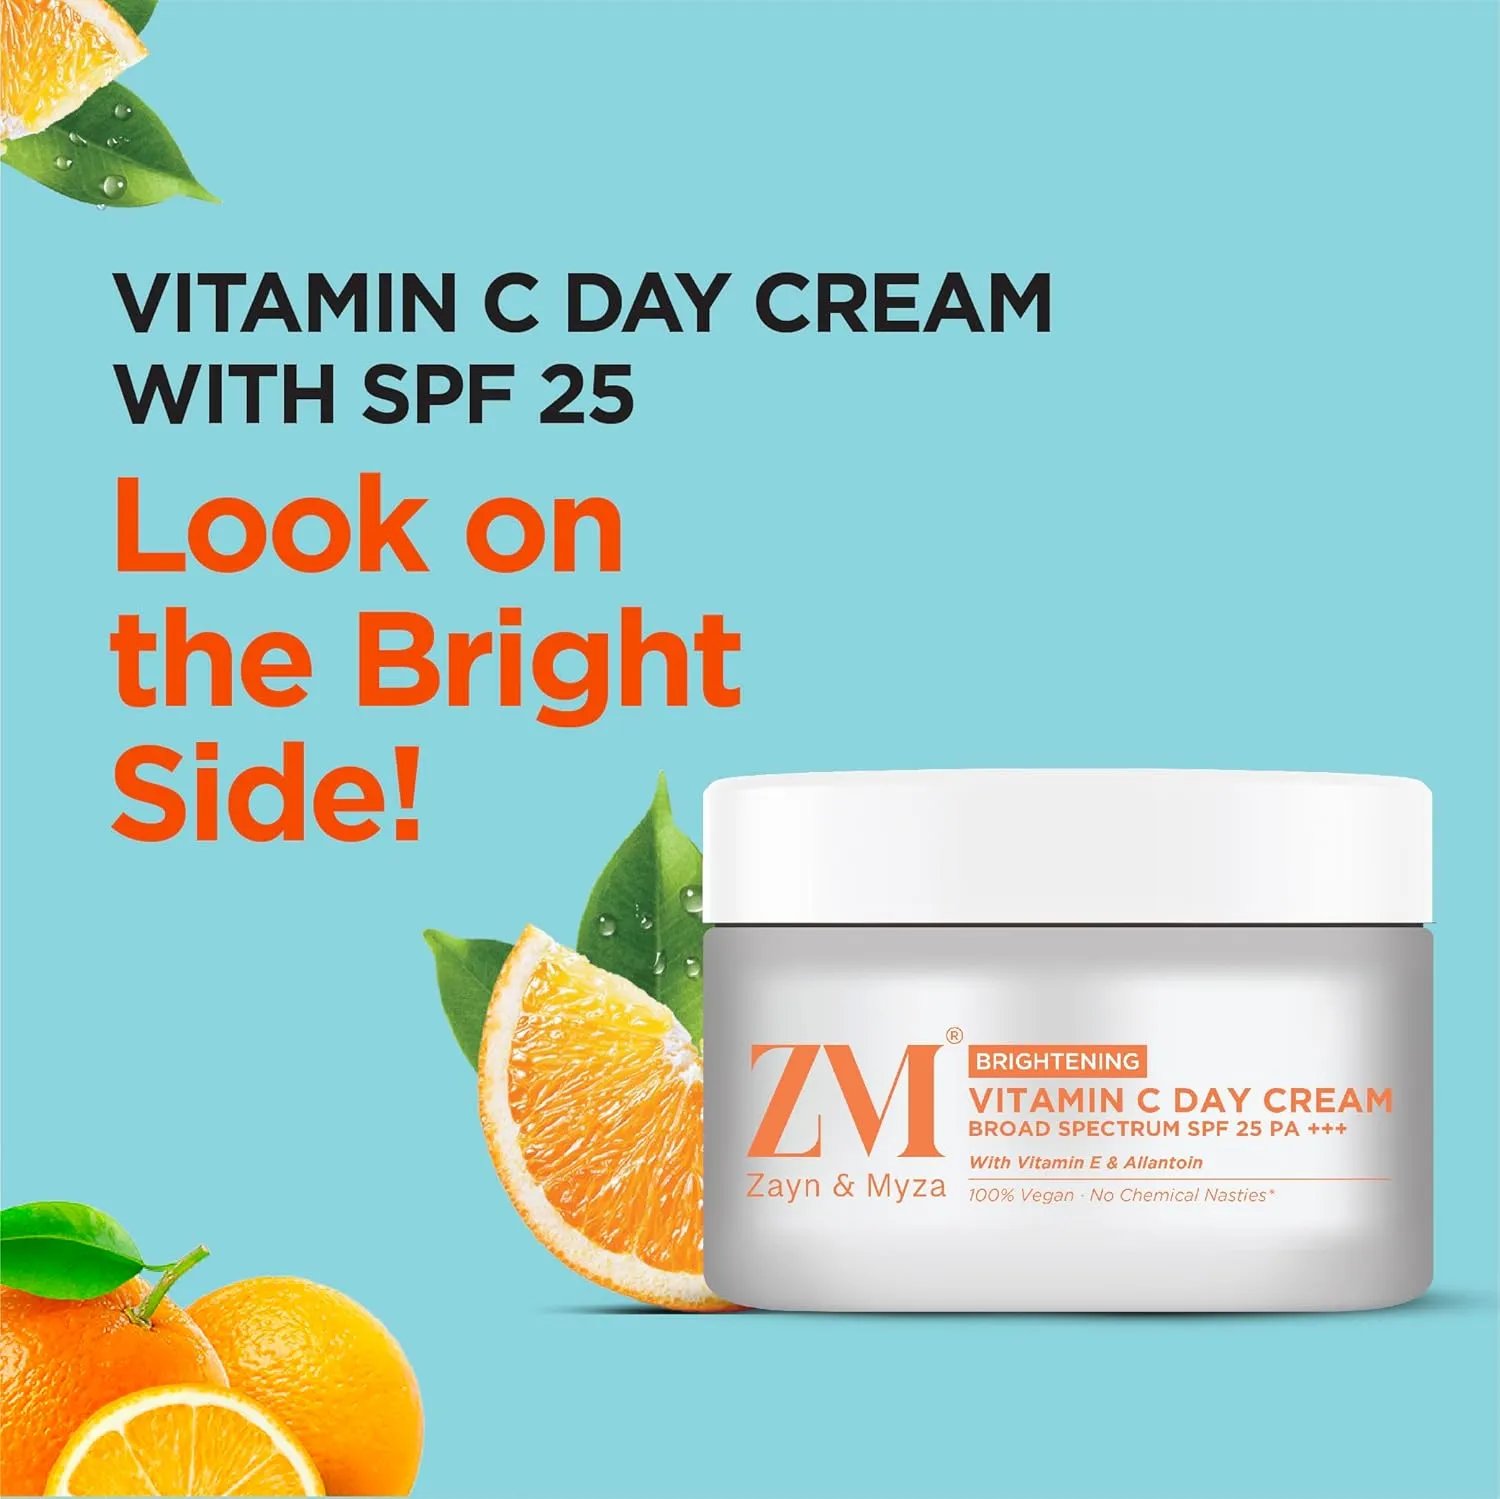 VITAMIN C DAY CREAM
WITH SPF 25
Look on
the Bright
Side!
ZM®
Zayn & Myza
BRIGHTENING
VITAMIN C DAY CREAM
BROAD SPECTRUM SPF 25 PA +++
With Vitamin E & Allantoin
100% Vegan · No Chemical Nasties*